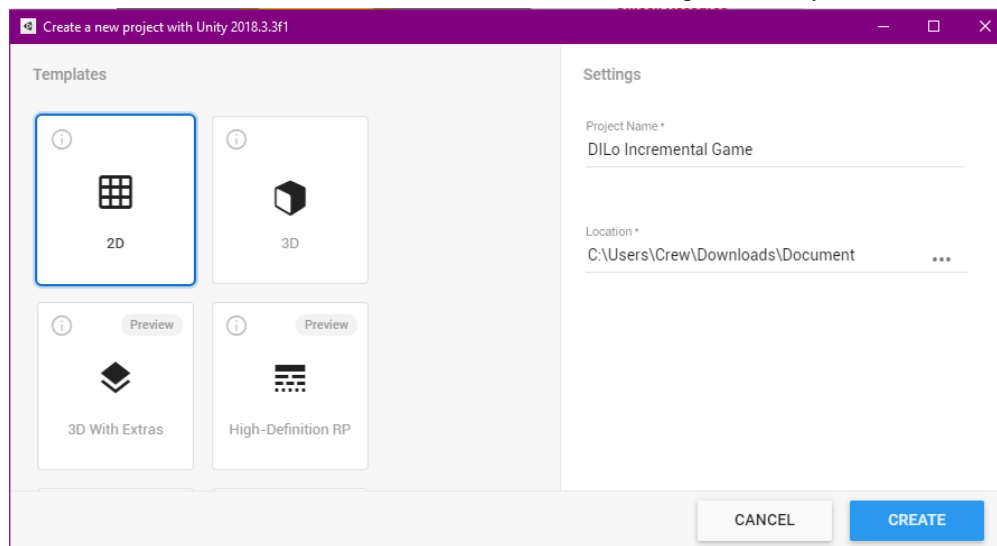 Create a new project with Unity 2018.3.3f1
Templates
2D
3D
Preview
3D With Extras
Preview
High-Definition RP
Settings
Project Name *
DILo Incremental Game
Location *
C:\Users\Crew\Downloads\Document
CANCEL
CREATE